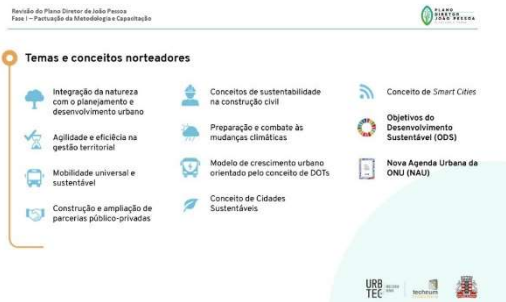 Revisão do Plano Diretor de João Pessoa
Fase I – Pactuação da Metodologia e Capacitação
PLANO
DIRETOR
JOÃO PESSOA
Temas e conceitos norteadores
Integração da natureza
com o planejamento e
desenvolvimento urbano
Agilidade e eficiêcia na
gestão territorial
Mobilidade universal e
sustentável
Construção e ampliação de
parcerias público-privadas
Conceitos de sustentabilidade
na construção civil
Preparação e combate às
mudanças climáticas
Modelo de crescimento urbano
orientado pelo conceito de DOTs
Conceito de Cidades
Sustentáveis
Conceito de Smart Cities
Objetivos do
Desenvolvimento
Sustentável (ODS)
Nova Agenda Urbana da
ONU (NAU)
URB
TEC
techeum